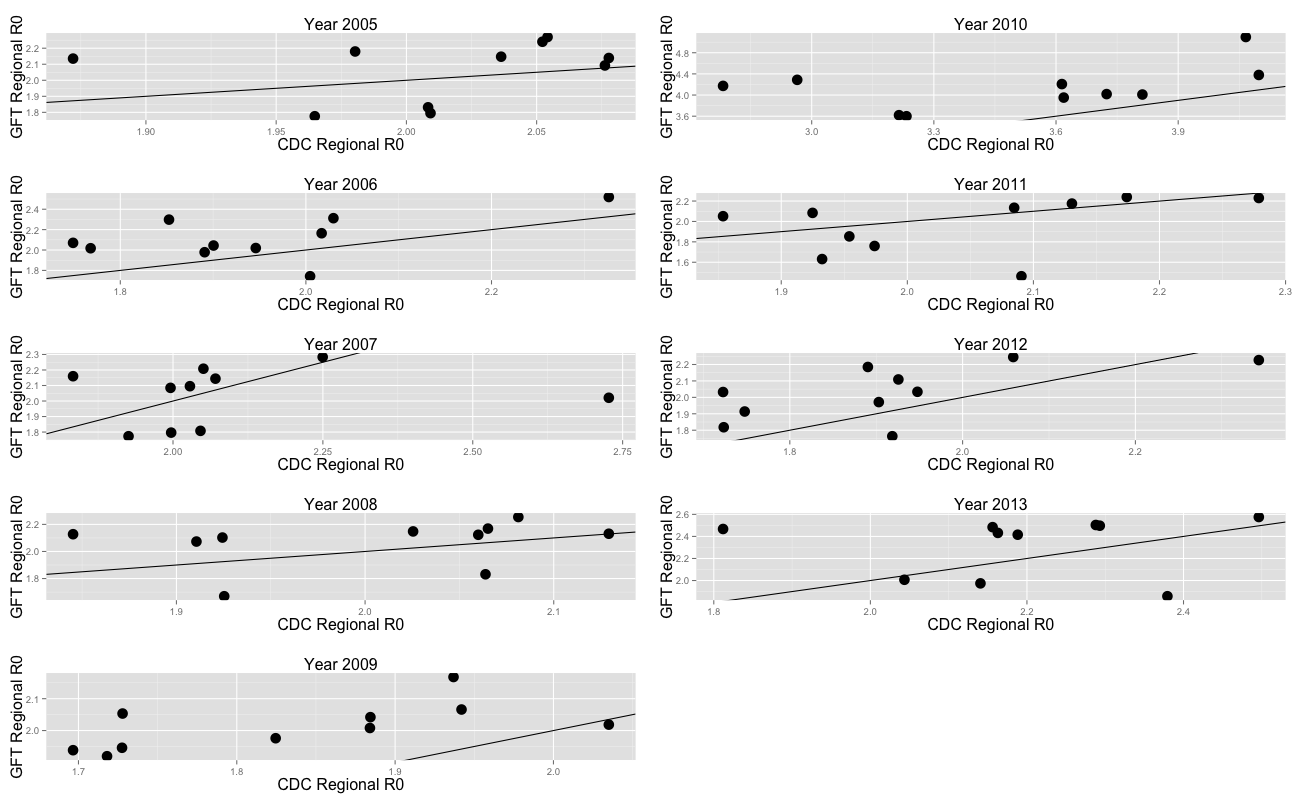 Year 2005
GFT Regional R0
2.2
2.1
2.0
1.9
1.8
1.90
1.95
2.00
2.05
CDC Regional R0
Year 2006
GFT Regional R0
2.4
2.2
2.0
1.8
1.8
2.0
2.2
CDC Regional R0
Year 2007
GFT Regional R0
2.3
2.2
2.1
2.0
1.9
1.8
2.00
2.25
2.50
2.75
CDC Regional R0
Year 2008
GFT Regional R0
2.2
2.0
1.8
1.9
2.0
2.1
CDC Regional R0
Year 2009
GFT Regional R0
2.1
2.0
1.7
1.8
1.9
2.0
CDC Regional R0
Year 2010
GFT Regional R0
4.8
4.4
4.0
3.6
3.0
3.3
3.6
3.9
CDC Regional R0
Year 2011
GFT Regional R0
2.2
2.0
1.8
1.6
1.9
2.0
2.1
2.2
2.3
CDC Regional R0
Year 2012
GFT Regional R0
2.2
2.1
2.0
1.9
1.8
1.8
2.0
2.2
CDC Regional R0
Year 2013
GFT Regional R0
2.6
2.4
2.2
2.0
1.8
2.0
2.2
2.4
CDC Regional R0